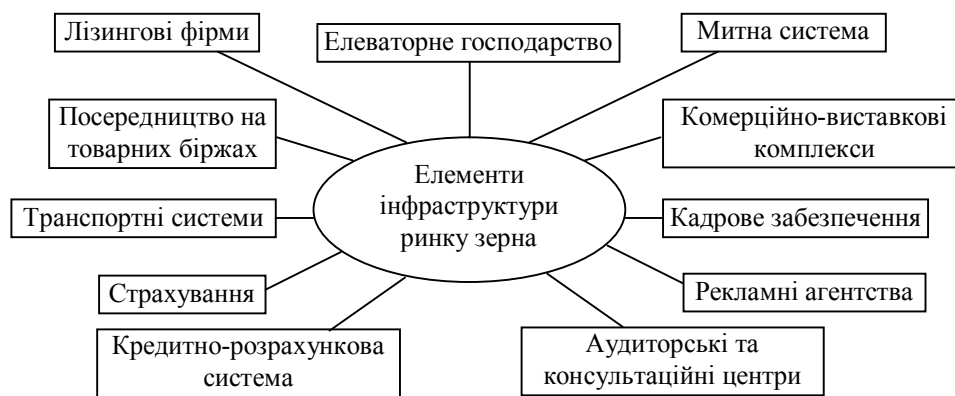 Лізингові фірми
Елеваторне господарство
Митна система
Посередництво на
товарних біржах
Комерційно-виставкові
комплекси
Елементи
інфраструктури
ринку зерна
Транспортні системи
Кадрове забезпечення
Страхування
Рекламні агентства
Кредитно-розрахункова
система
Аудиторські та
консультаційні центри